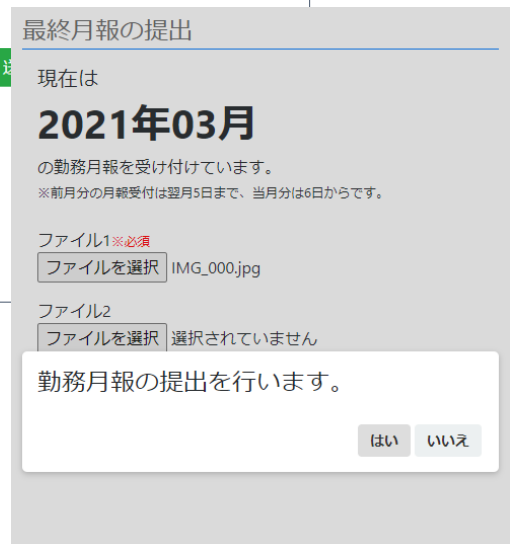 最終月報の提出
現在は
2021年03月
の勤務月報を受け付けています。
※前月分の月報受付は翌月5日まで、当月分は6日からです。
ファイル1※必須
ファイルを選択 IMG_000.jpg
ファイル2
ファイルを選択 選択されていません
勤務月報の提出を行います。
はい いいえ